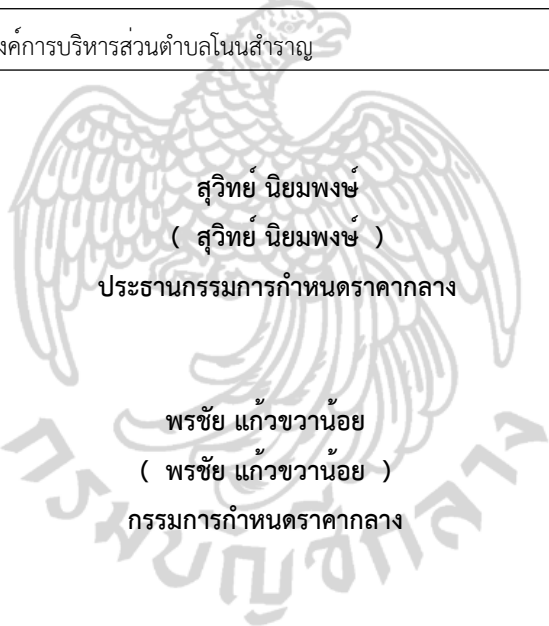 งค์การบริหารส่วนตำบลโนนสำราญ
สุวิทย์ นิยมพงษ์
( สุวิทย์ นิยมพงษ์ )
ประธานกรรมการกำหนดราคากลาง
พรชัย แก้วขวาน้อย
( พรชัย แก้วขวาน้อย )
กรรมการกำหนดราคากลาง
กรมบัญชีกลาง